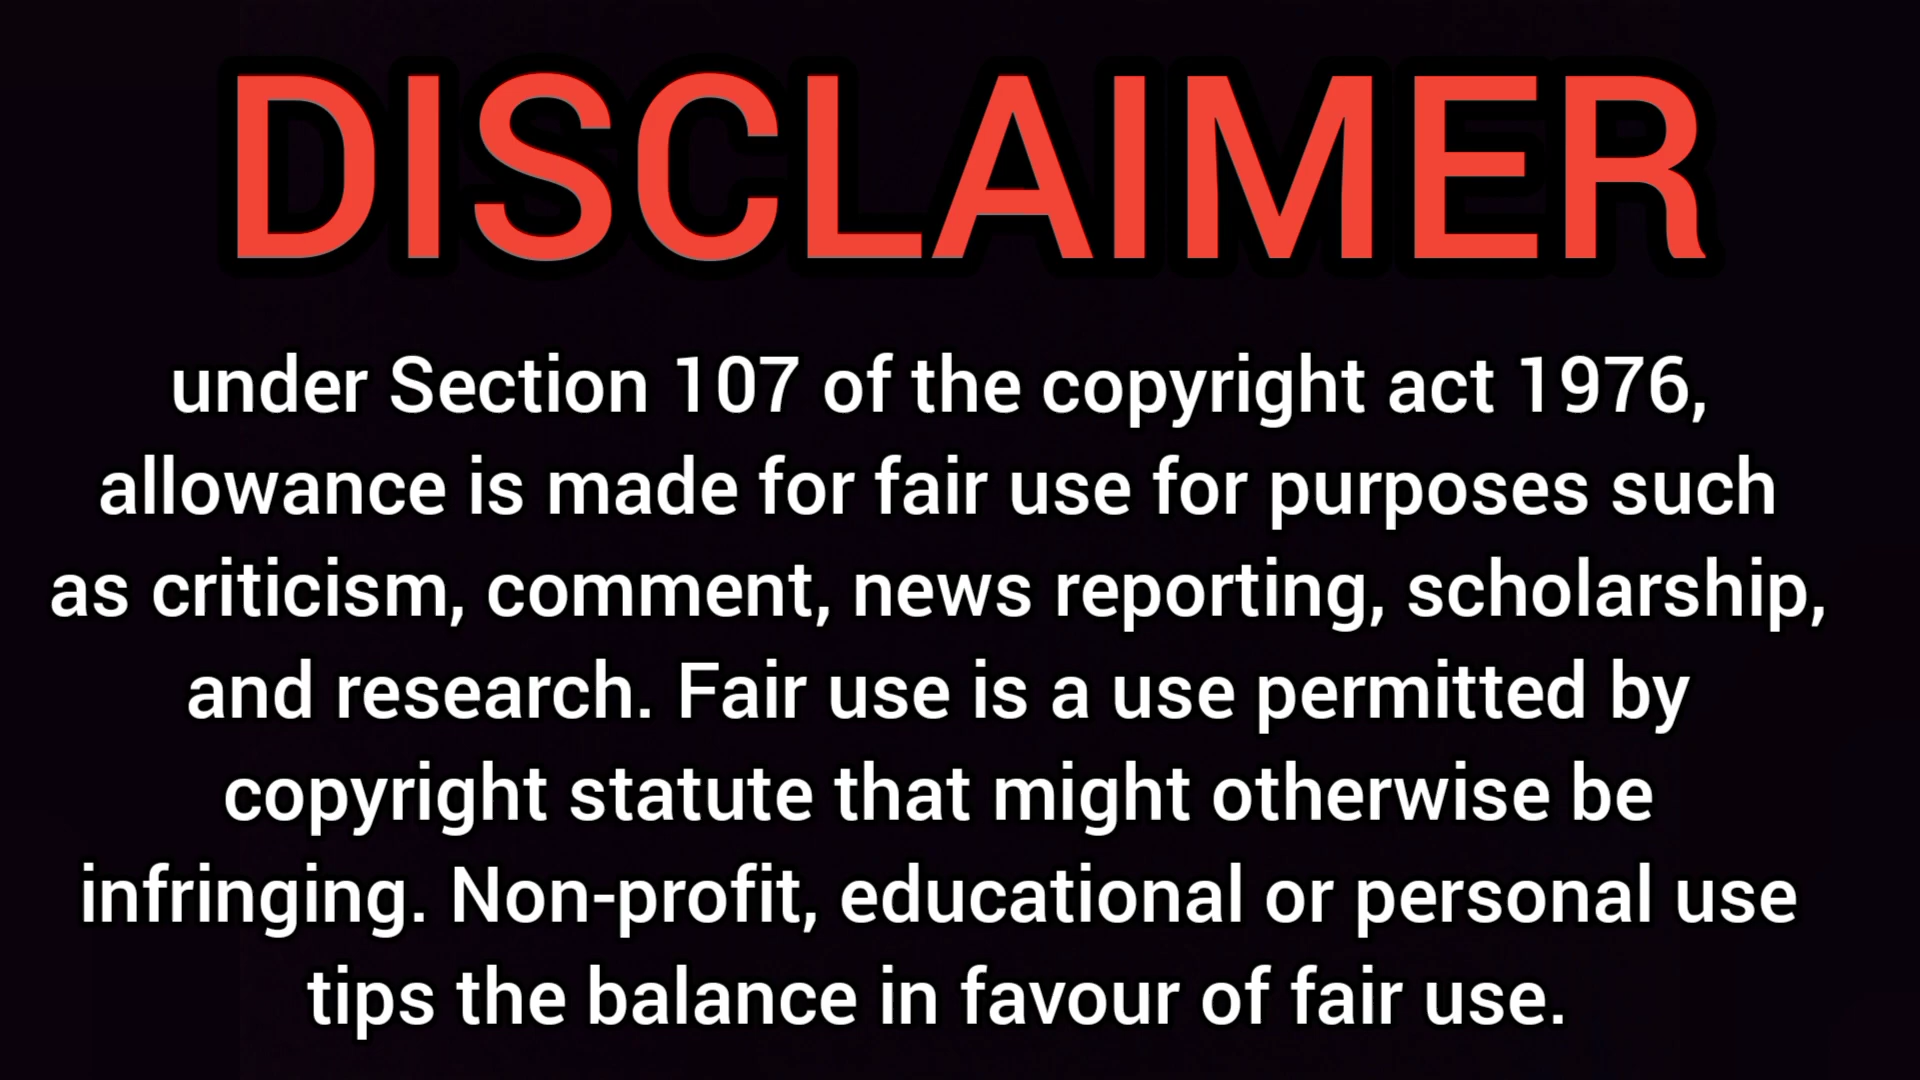 DISCLAIMER
under Section 107 of the copyright act 1976,
allowance is made for fair use for purposes such
as criticism, comment, news reporting, scholarship,
and research. Fair use is a use permitted by
copyright statute that might otherwise be
infringing. Non-profit, educational or personal use
tips the balance in favour of fair use.